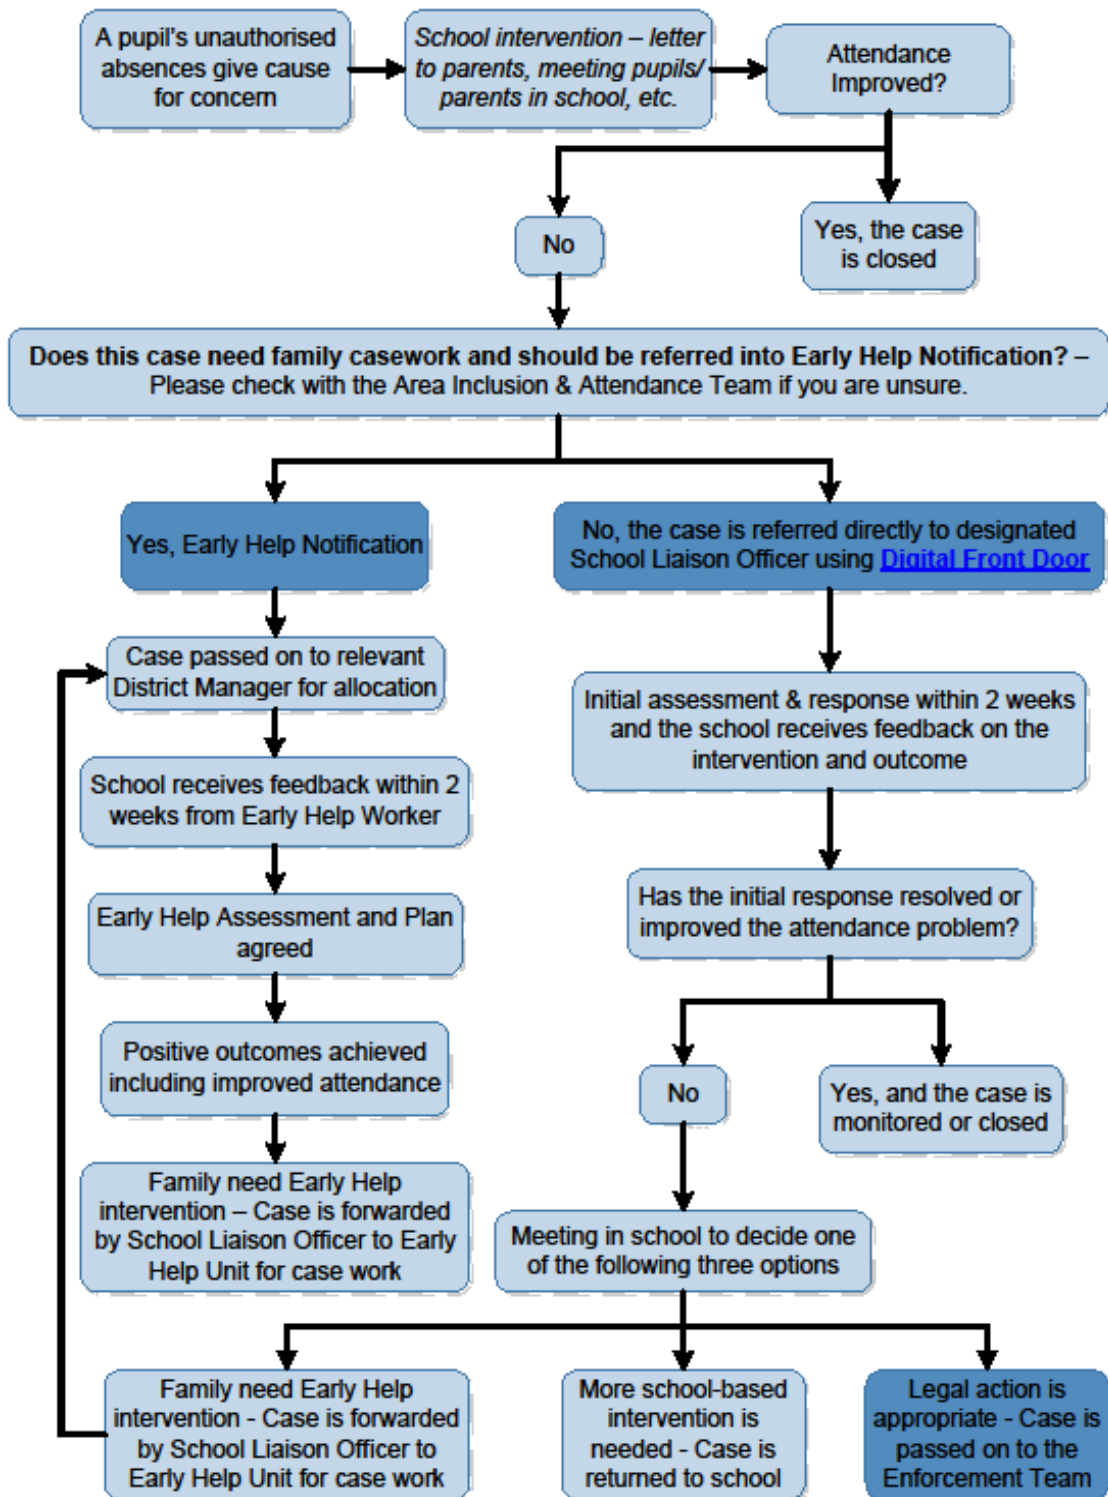 A pupil's unauthorised
absences give cause
for concern
School intervention – letter
to parents, meeting pupils/
parents in school, etc.
Attendance
Improved?
No
Yes, the case
is closed
Does this case need family casework and should be referred into Early Help Notification? –
Please check with the Area Inclusion & Attendance Team if you are unsure.
Yes, Early Help Notification
No, the case is referred directly to designated
School Liaison Officer using Digital Front Door
Case passed on to relevant
District Manager for allocation
Initial assessment & response within 2 weeks
and the school receives feedback on the
intervention and outcome
School receives feedback within 2
weeks from Early Help Worker
Has the initial response resolved or
improved the attendance problem?
Early Help Assessment and Plan
agreed
Positive outcomes achieved
including improved attendance
No
Yes, and the case is
monitored or closed
Family need Early Help
intervention – Case is forwarded
by School Liaison Officer to Early
Help Unit for case work
Meeting in school to decide one
of the following three options
Family need Early Help
intervention - Case is forwarded
by School Liaison Officer to
Early Help Unit for case work
More school-based
intervention is
needed - Case is
returned to school
Legal action is
appropriate - Case is
passed on to the
Enforcement Team